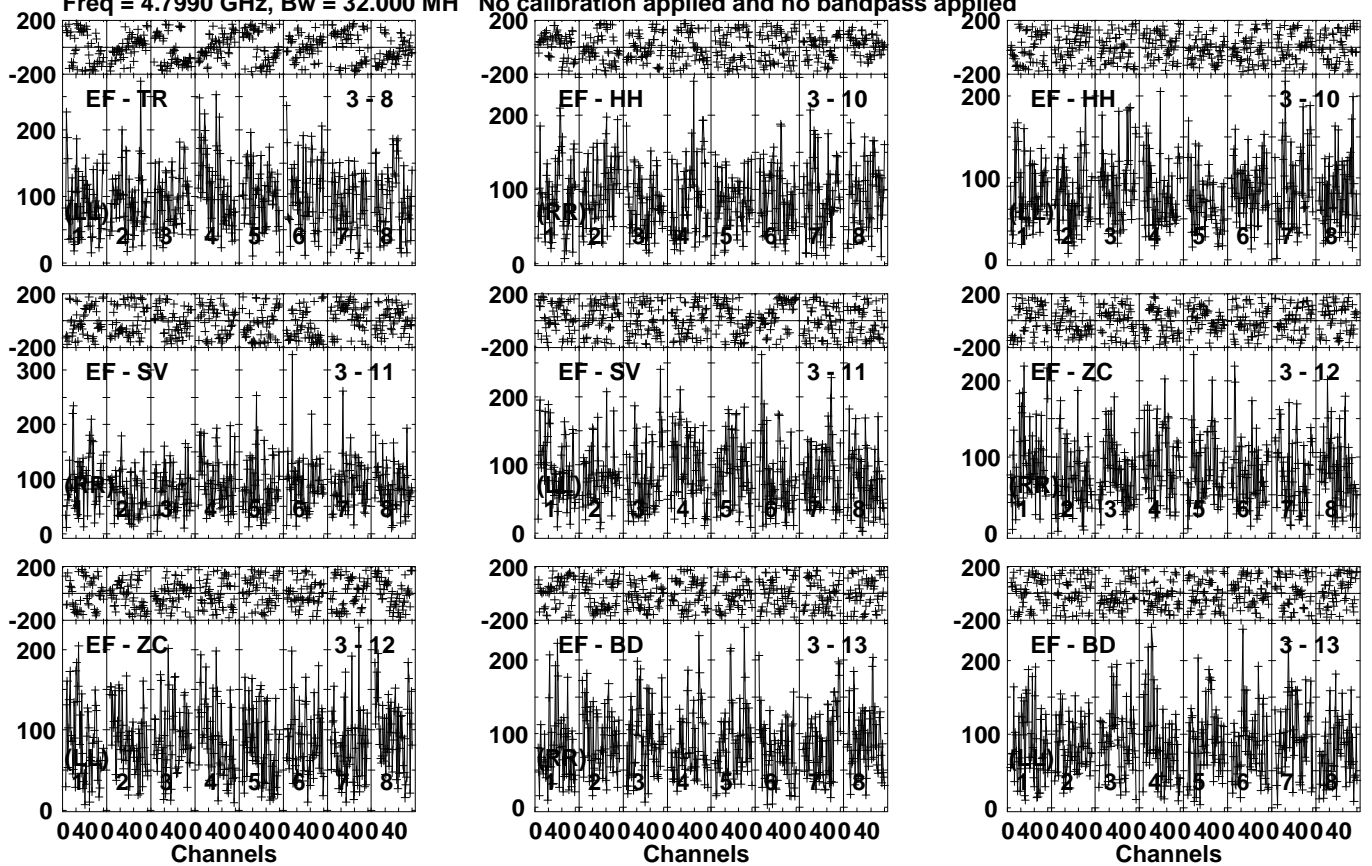 Freq = 4.7990 GHz, Bw = 32.000 MH No calibration applied and no bandpass applied
200 200 200
-200 -200 -200
EF - TR 3 - 8 EF - HH 3 - 10 EF - HH 3 - 10
200 200 200
100 100 100
(LL) (RR) (LL)
1 2 3 4 5 6 7 8 1 2 3 4 5 6 7 8 1 2 3 4 5 6 7 8
0 0 0
200 200 200
-200 -200 -200
300 EF - SV 3 - 11 EF - SV 3 - 11 EF - ZC 3 - 12
200 200 200
100 100 100
(RR) (LL) (RR)
2 3 4 5 6 7 8 1 2 3 4 5 6 7 8 1 2 3 4 5 6 7 8
0 0 0
200 200 200
-200 -200 -200
EF - ZC 3 - 12 EF - BD 3 - 13 EF - BD 3 - 13
200 200 200
100 100 100
(LL) (RR) (LL)
1 2 3 4 5 6 7 8 1 2 3 4 5 6 7 8 1 2 3 4 5 6 7 8
0 0 0
0 40 0 40 0 40 0 40 0 40 0 40 0 40 0 40 0 40 0 40 0 40 0 40 0 40 0 40 0 40 0 40 0 40 0 40 0 40 0 40 0 40 0 40 0 40 0 40
Channels Channels Channels